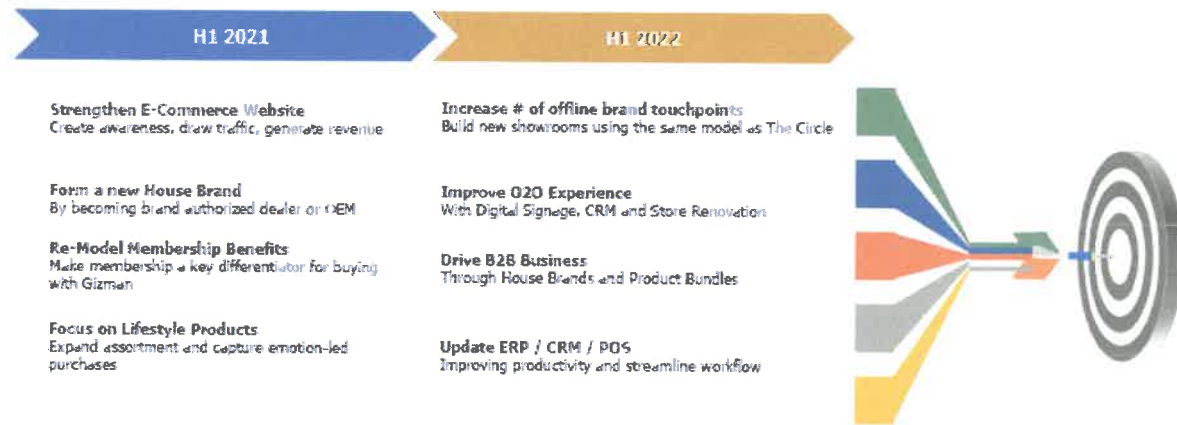 H1 2021
Strengthen E-Commerce Website
Create awareness, draw traffic, generate revenue
Form a new House Brand
By becoming brand authorized dealer or OEM
Re-Model Membership Benefits
Make membership a key differentiator for buying
with Gizman
Focus on Lifestyle Products
Expand assortment and capture emotion-led
purchases
H1 2022
Increase # of offline brand touchpoints
Build new showrooms using the same model as The Circle
Improve O2O Experience
With Digital Signage, CRM and Store Renovation
Drive B2B Business
Through House Brands and Product Bundles
Update ERP / CRM / POS
Improving productivity and streamline workflow